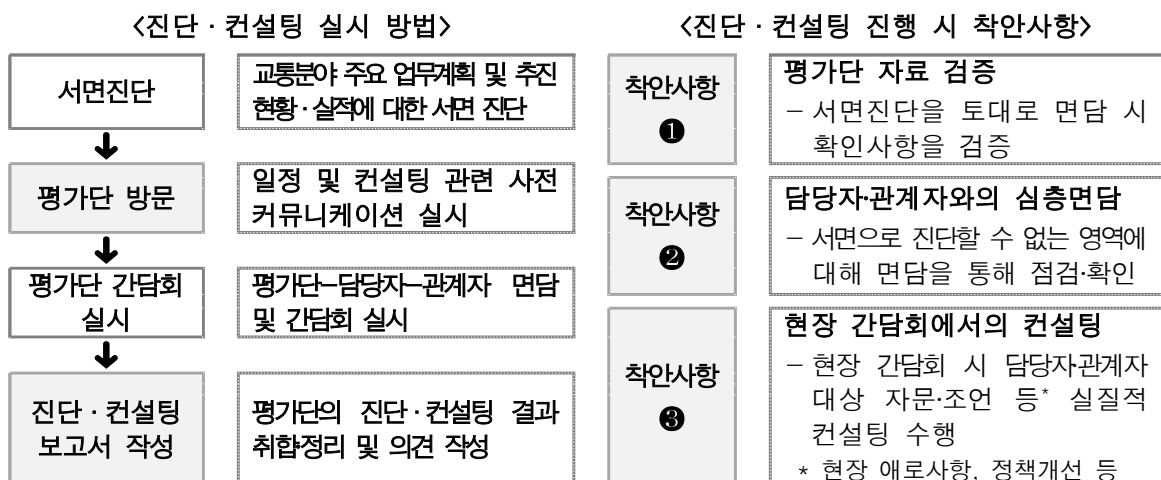 <진단·컨설팅 실시 방법>
서면진단
교통분야 주요 업무계획 및 추진
현황·실적에 대한 서면 진단
평가단 방문
일정 및 컨설팅 관련 사전
커뮤니케이션 실시
평가단 간담회
실시
평가단-담당자-관계자 면담
및 간담회 실시
진단·컨설팅
보고서 작성
평가단의 진단·컨설팅 결과
취합·정리 및 의견 작성
<진단·컨설팅 진행 시 착안사항>
착안사항
❶
평가단 자료 검증
- 서면진단을 토대로 면담 시
확인사항을 검증
착안사항
❷
담당자·관계자와의 심층면담
- 서면으로 진단할 수 없는 영역에
대해 면담을 통해 점검·확인
착안사항
❸
현장 간담회에서의 컨설팅
- 현장 간담회 시 담당자·관계자
대상 자문·조언 등* 실질적
컨설팅 수행
* 현장 애로사항, 정책개선 등